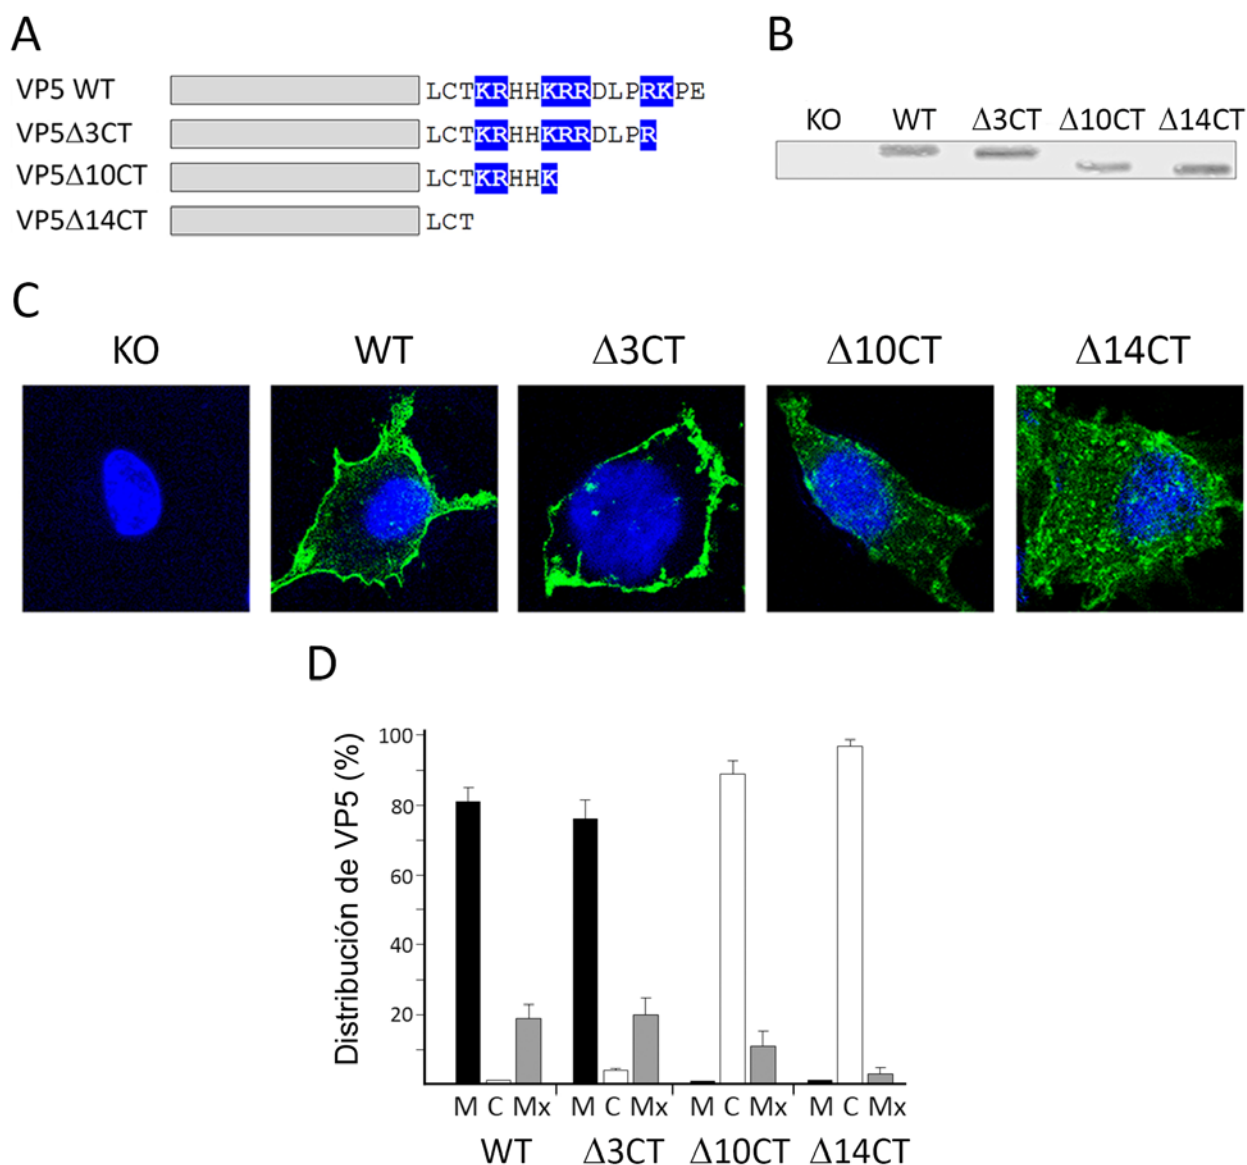 A
VP5 WT LCTKRHHKRRDLPRKPE
VP5Δ3CT LCTKRHHKRRDLPR
VP5Δ10CT LCTKRHHK
VP5Δ14CT LCT
B
KO WT Δ3CT Δ10CT Δ14CT
C
KO WT Δ3CT Δ10CT Δ14CT
D
Distribución de VP5 (%)
100
80
60
40
20
M C Mx M C Mx M C Mx M C Mx
WT Δ3CT Δ10CT Δ14CT